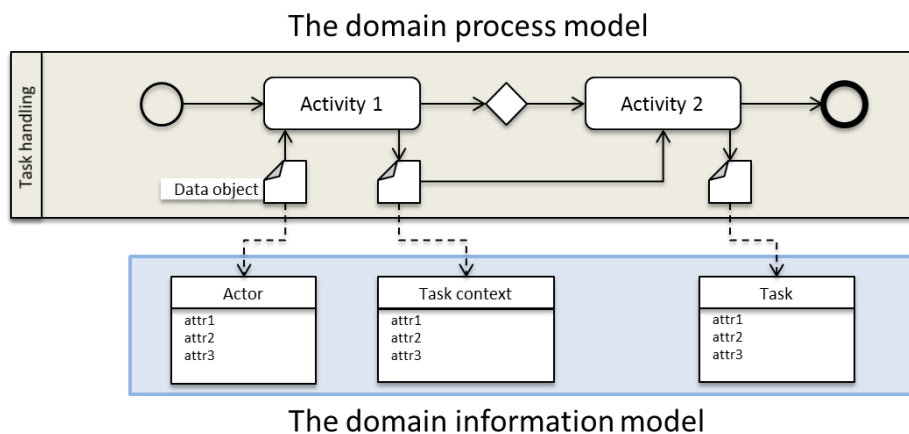 The domain process model
Task handling
Activity 1
Activity 2
Data object
Actor
attr1
attr2
attr3
Task context
attr1
attr2
attr3
Task
attr1
attr2
attr3
The domain information model